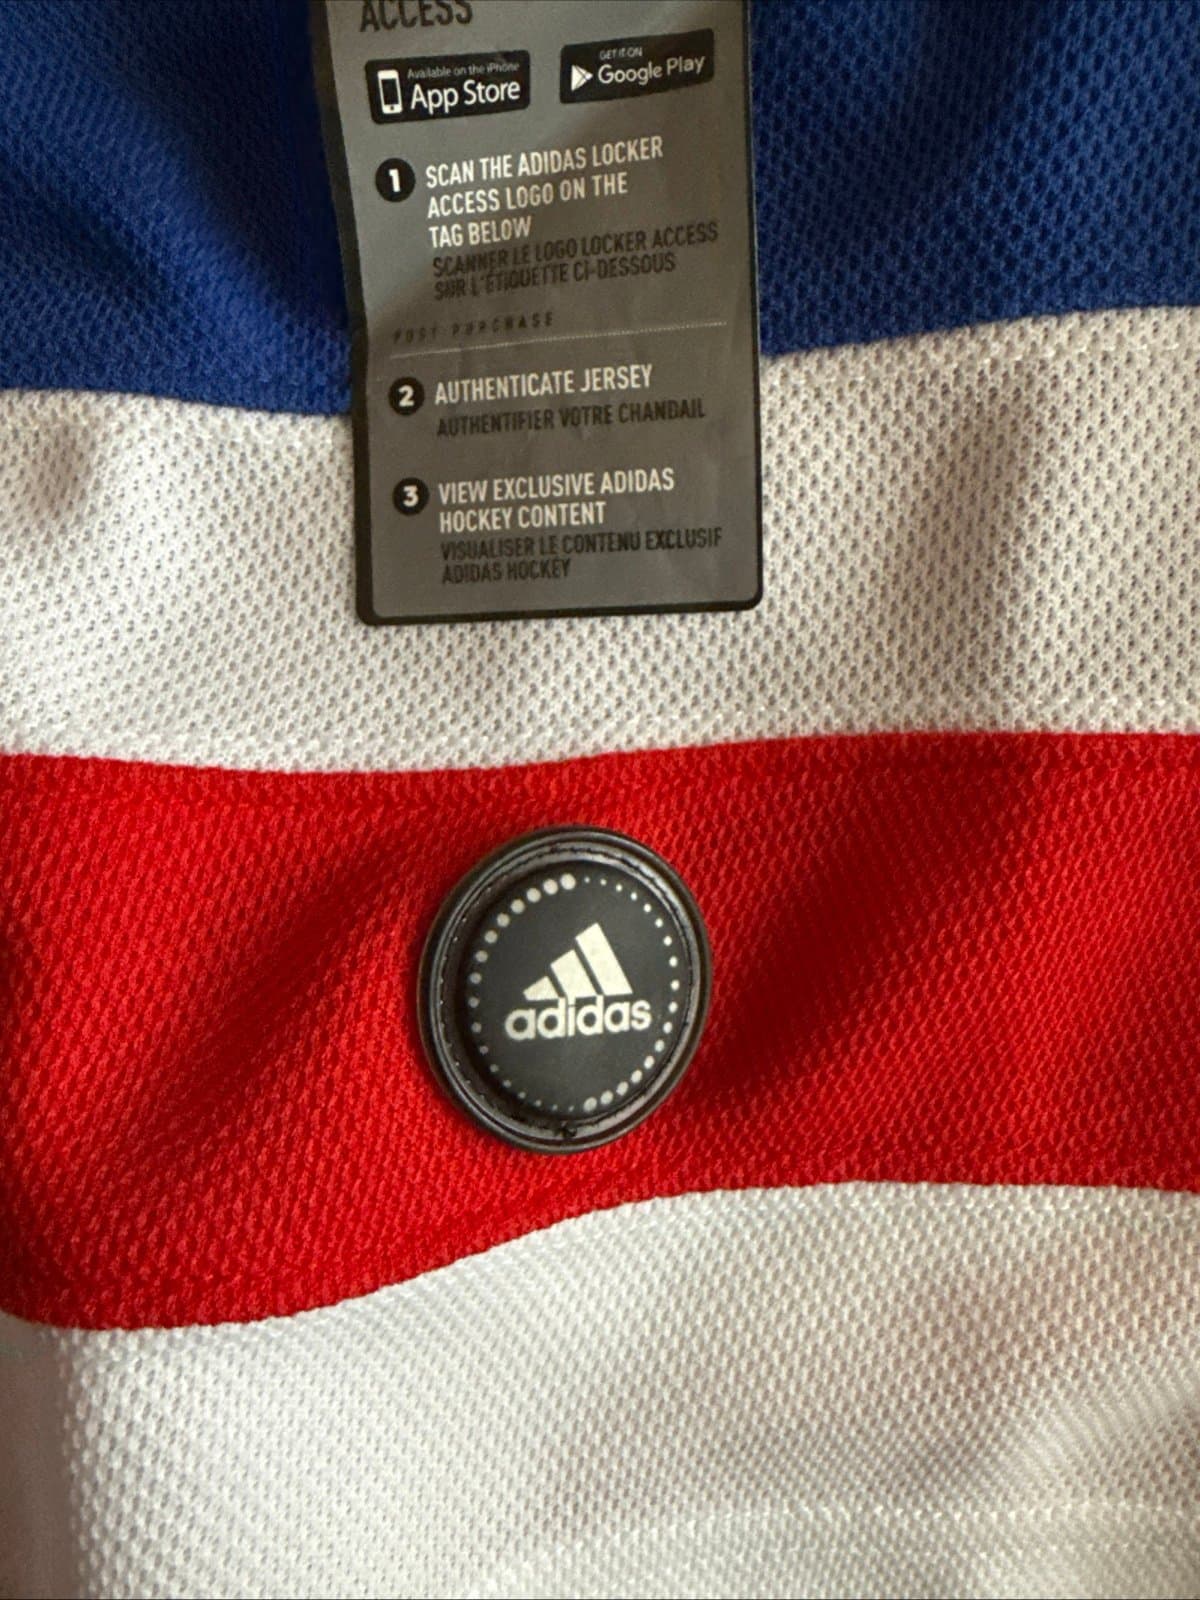 ACCESS
Available on the iPhone
App Store
GET IT ON
Google Play
1
SCAN THE ADIDAS LOCKER
ACCESS LOGO ON THE
TAG BELOW
SCANNER LE LOGO LOCKER ACCESS
SUR L'ÉTIQUETTE CI-DESSOUS
POST PURCHASE
2
AUTHENTICATE JERSEY
AUTHENTIFIER VOTRE CHANDAIL
3
VIEW EXCLUSIVE ADIDAS
HOCKEY CONTENT
VISUALISER LE CONTENU EXCLUSIF
ADIDAS HOCKEY
adidas